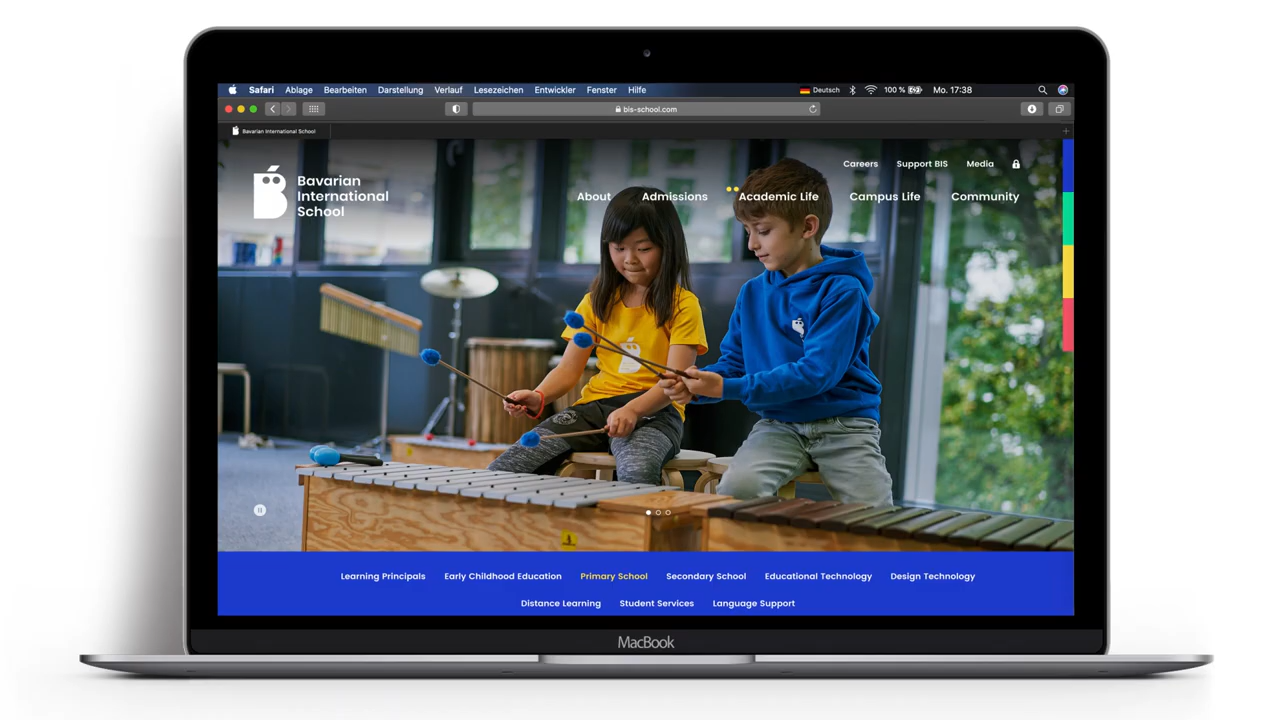 Safari Ablage Bearbeiten Darstellung Verlauf Lesezeichen Entwickler Fenster Hilfe Deutsch 100 % Mo. 17:38
bis-school.com
Bavarian International School
Careers Support BIS Media
Bavarian
International
School
About Admissions Academic Life Campus Life Community
Learning Principals Early Childhood Education Primary School Secondary School Educational Technology Design Technology
Distance Learning Student Services Language Support
MacBook